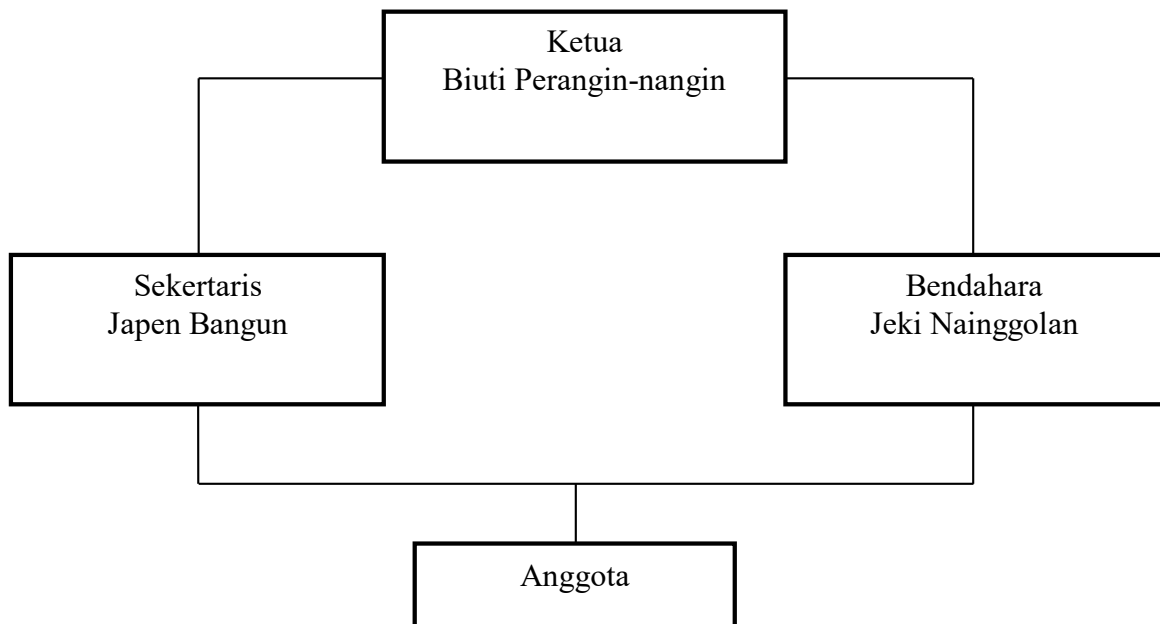 Ketua
Biuti Perangin-nangin
Sekertaris
Japen Bangun
Bendahara
Jeki Nainggolan
Anggota